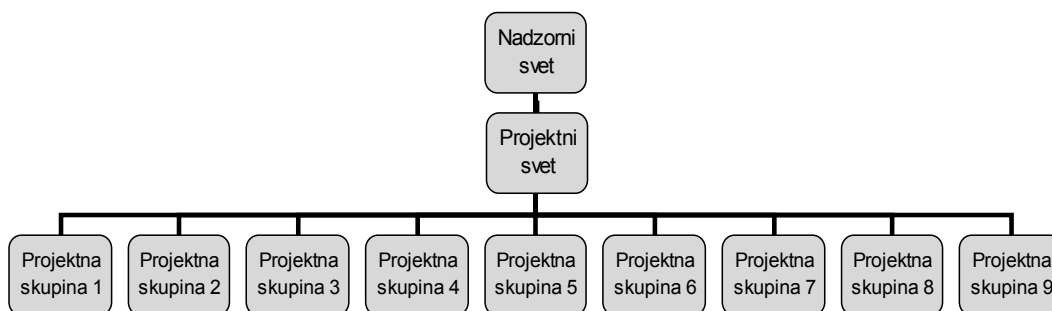 Nadzorni
svet
Projektni
svet
Projektna
skupina 1
Projektna
skupina 2
Projektna
skupina 3
Projektna
skupina 4
Projektna
skupina 5
Projektna
skupina 6
Projektna
skupina 7
Projektna
skupina 8
Projektna
skupina 9